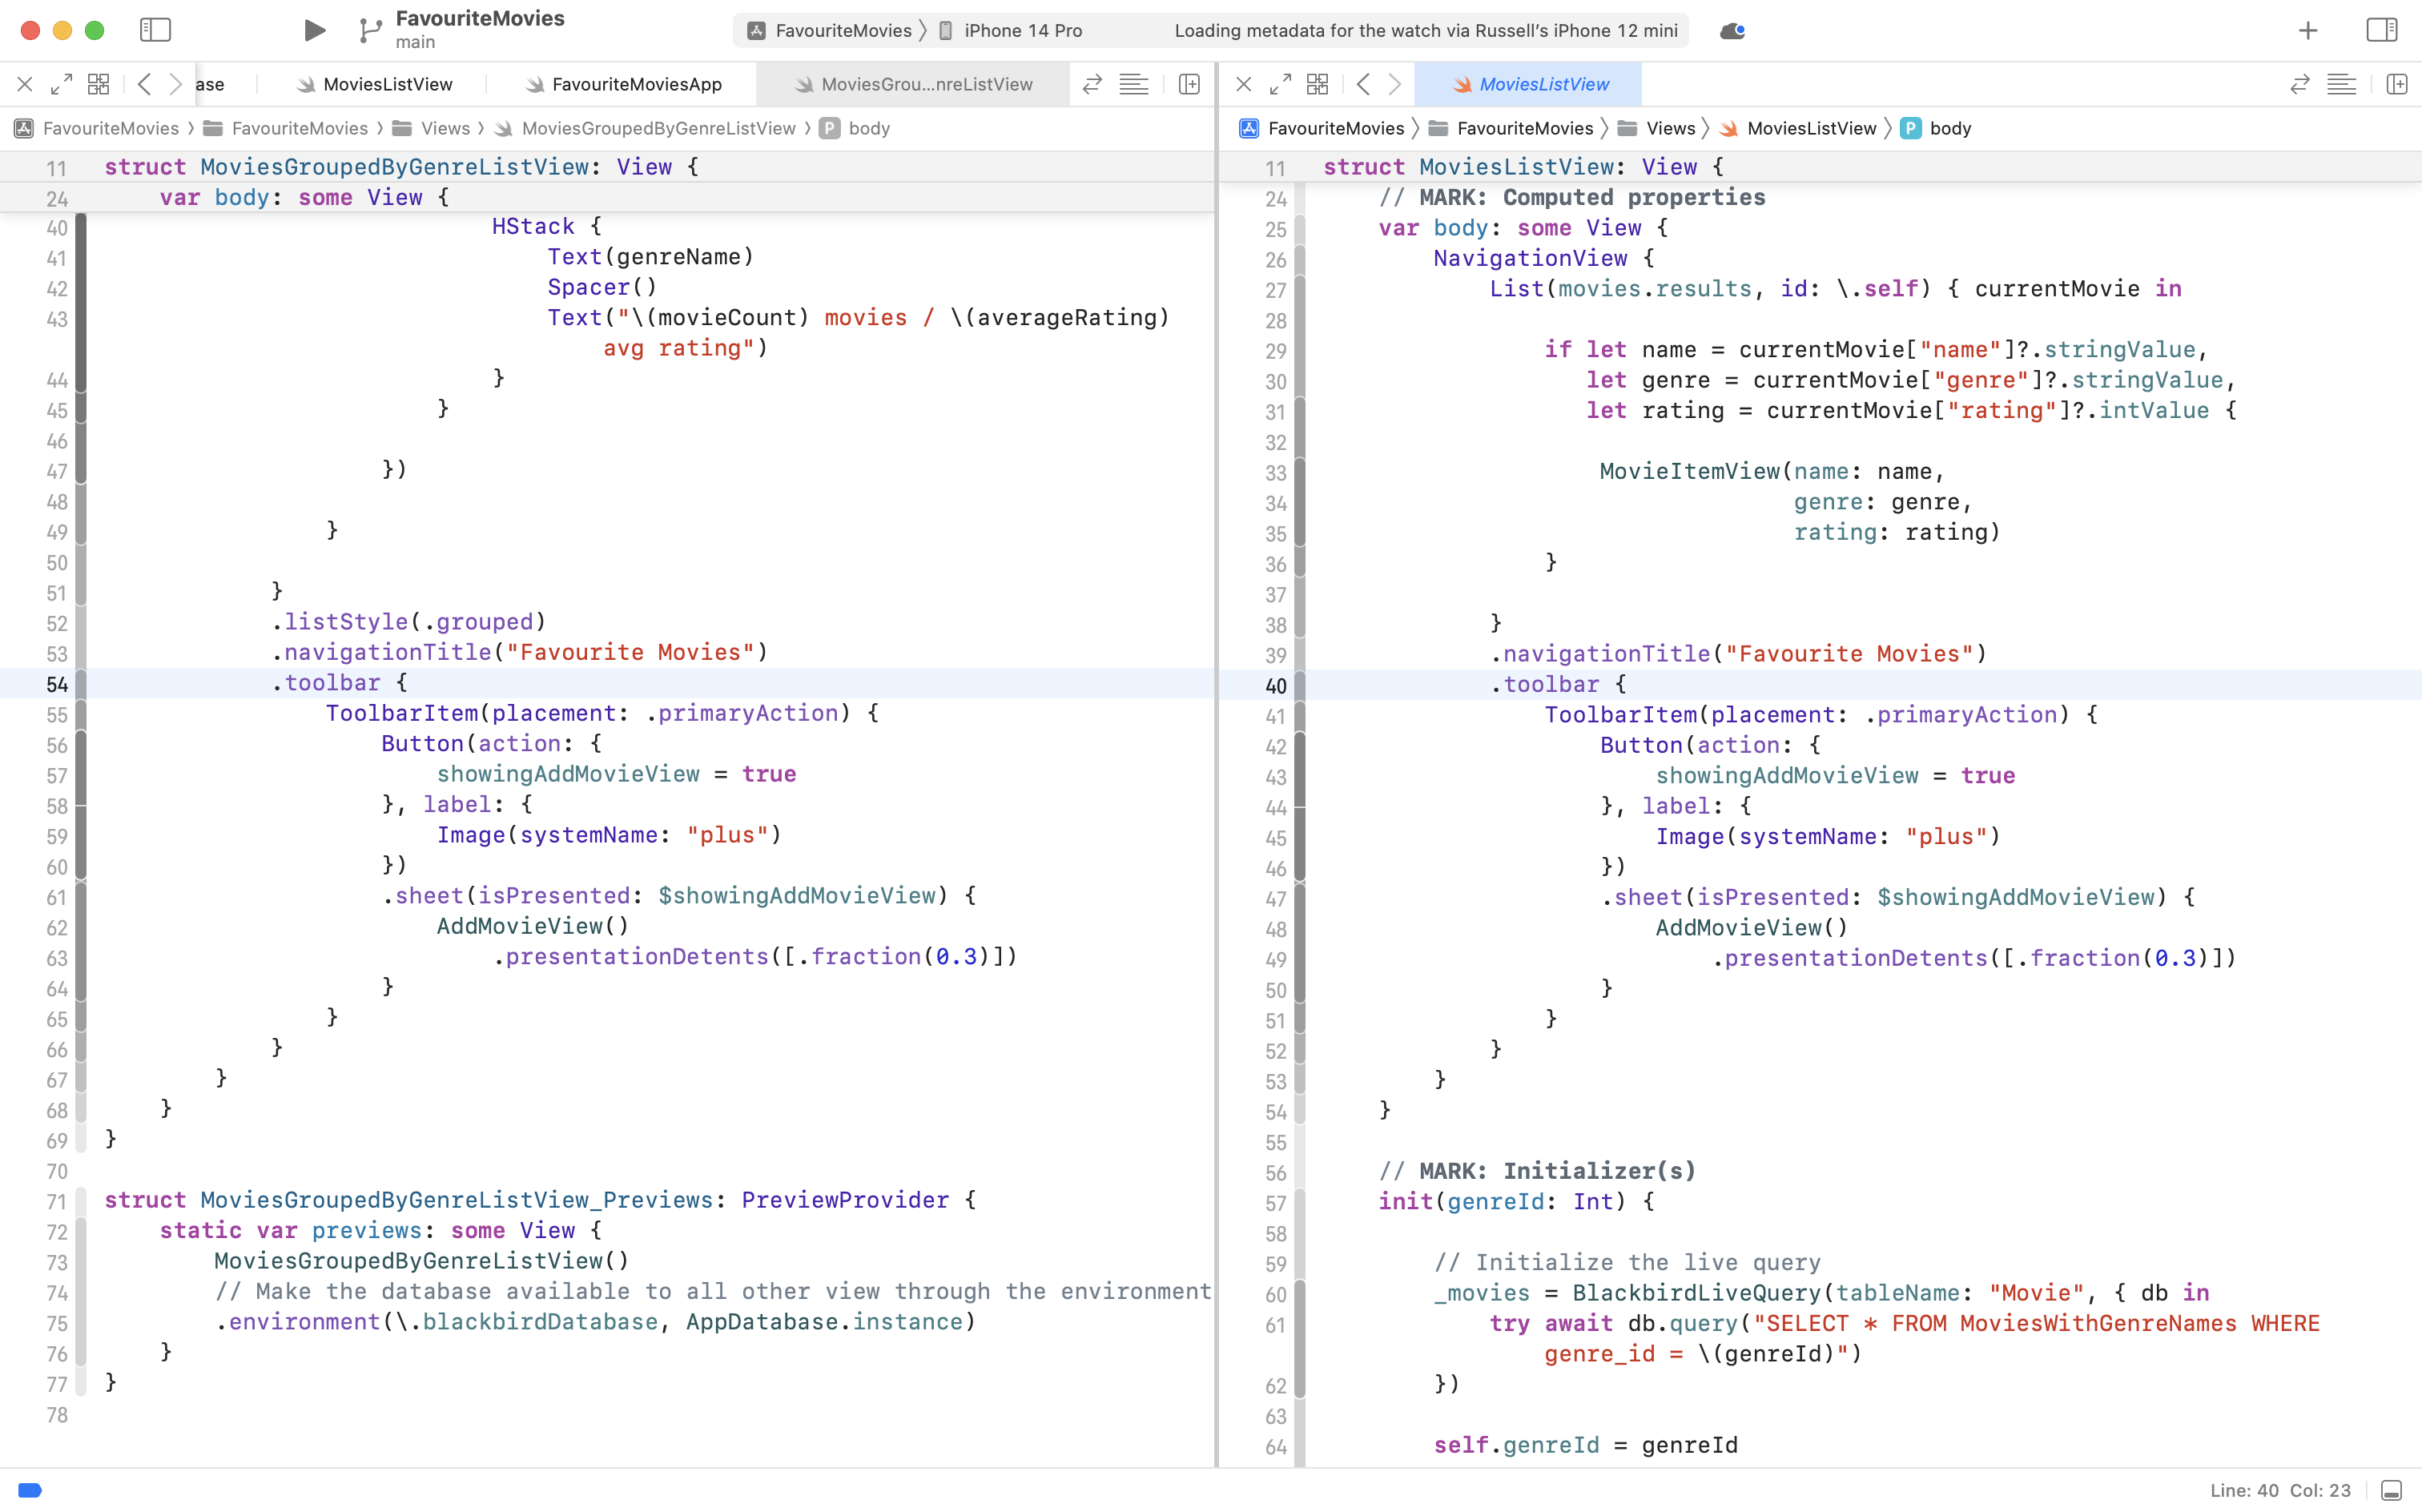 FavouriteMovies
main
FavouriteMovies 〉 iPhone 14 Pro
Loading metadata for the watch via Russell’s iPhone 12 mini
ase
MoviesListView
FavouriteMoviesApp
MoviesGrou…nreListView
FavouriteMovies 〉 FavouriteMovies 〉 Views 〉 MoviesGroupedByGenreListView 〉 P body
11 struct MoviesGroupedByGenreListView: View {
24     var body: some View {
40                             HStack {
41                                 Text(genreName)
42                                 Spacer()
43                                 Text("\(movieCount) movies / \(averageRating)
                                    avg rating")
44                             }
45                         }
46
47                     })
48
49                 }
50
51             }
52             .listStyle(.grouped)
53             .navigationTitle("Favourite Movies")
54             .toolbar {
55                 ToolbarItem(placement: .primaryAction) {
56                     Button(action: {
57                         showingAddMovieView = true
58                     }, label: {
59                         Image(systemName: "plus")
60                     })
61                     .sheet(isPresented: $showingAddMovieView) {
62                         AddMovieView()
63                             .presentationDetents([.fraction(0.3)])
64                     }
65                 }
66             }
67         }
68     }
69 }
70
71 struct MoviesGroupedByGenreListView_Previews: PreviewProvider {
72     static var previews: some View {
73         MoviesGroupedByGenreListView()
74         // Make the database available to all other view through the environment
75         .environment(\.blackbirdDatabase, AppDatabase.instance)
76     }
77 }
78
MoviesListView
FavouriteMovies 〉 FavouriteMovies 〉 Views 〉 MoviesListView 〉 P body
11 struct MoviesListView: View {
24     // MARK: Computed properties
25     var body: some View {
26         NavigationView {
27             List(movies.results, id: \.self) { currentMovie in
28
29                 if let name = currentMovie["name"]?.stringValue,
30                    let genre = currentMovie["genre"]?.stringValue,
31                    let rating = currentMovie["rating"]?.intValue {
32
33                     MovieItemView(name: name,
34                                   genre: genre,
35                                   rating: rating)
36                 }
37
38             }
39             .navigationTitle("Favourite Movies")
40             .toolbar {
41                 ToolbarItem(placement: .primaryAction) {
42                     Button(action: {
43                         showingAddMovieView = true
44                     }, label: {
45                         Image(systemName: "plus")
46                     })
47                     .sheet(isPresented: $showingAddMovieView) {
48                         AddMovieView()
49                             .presentationDetents([.fraction(0.3)])
50                     }
51                 }
52             }
53         }
54     }
55
56     // MARK: Initializer(s)
57     init(genreId: Int) {
58
59         // Initialize the live query
60         _movies = BlackbirdLiveQuery(tableName: "Movie", { db in
61             try await db.query("SELECT * FROM MoviesWithGenreNames WHERE
                genre_id = \(genreId)")
62         })
63
64         self.genreId = genreId
Line: 40 Col: 23